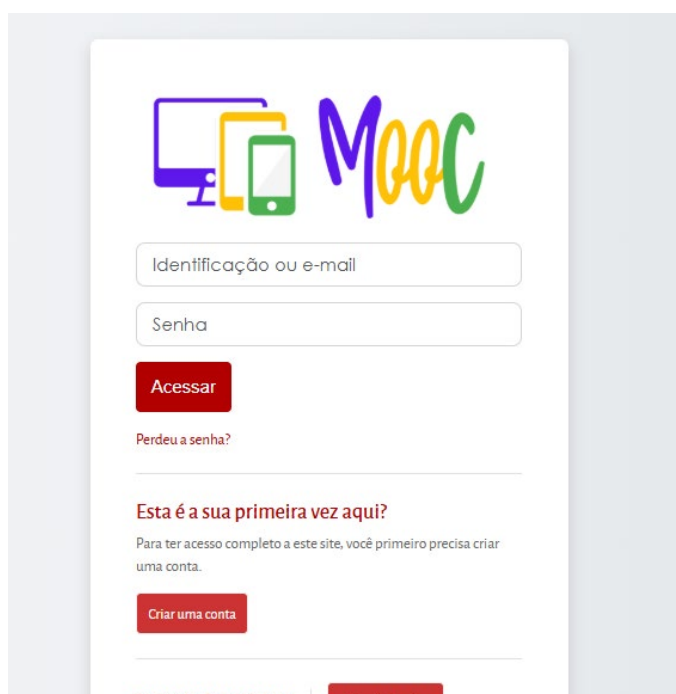 MOOC
Identificação ou e-mail
Senha
Acessar
Perdeu a senha?
Esta é a sua primeira vez aqui?
Para ter acesso completo a este site, você primeiro precisa criar
uma conta.
Criar uma conta